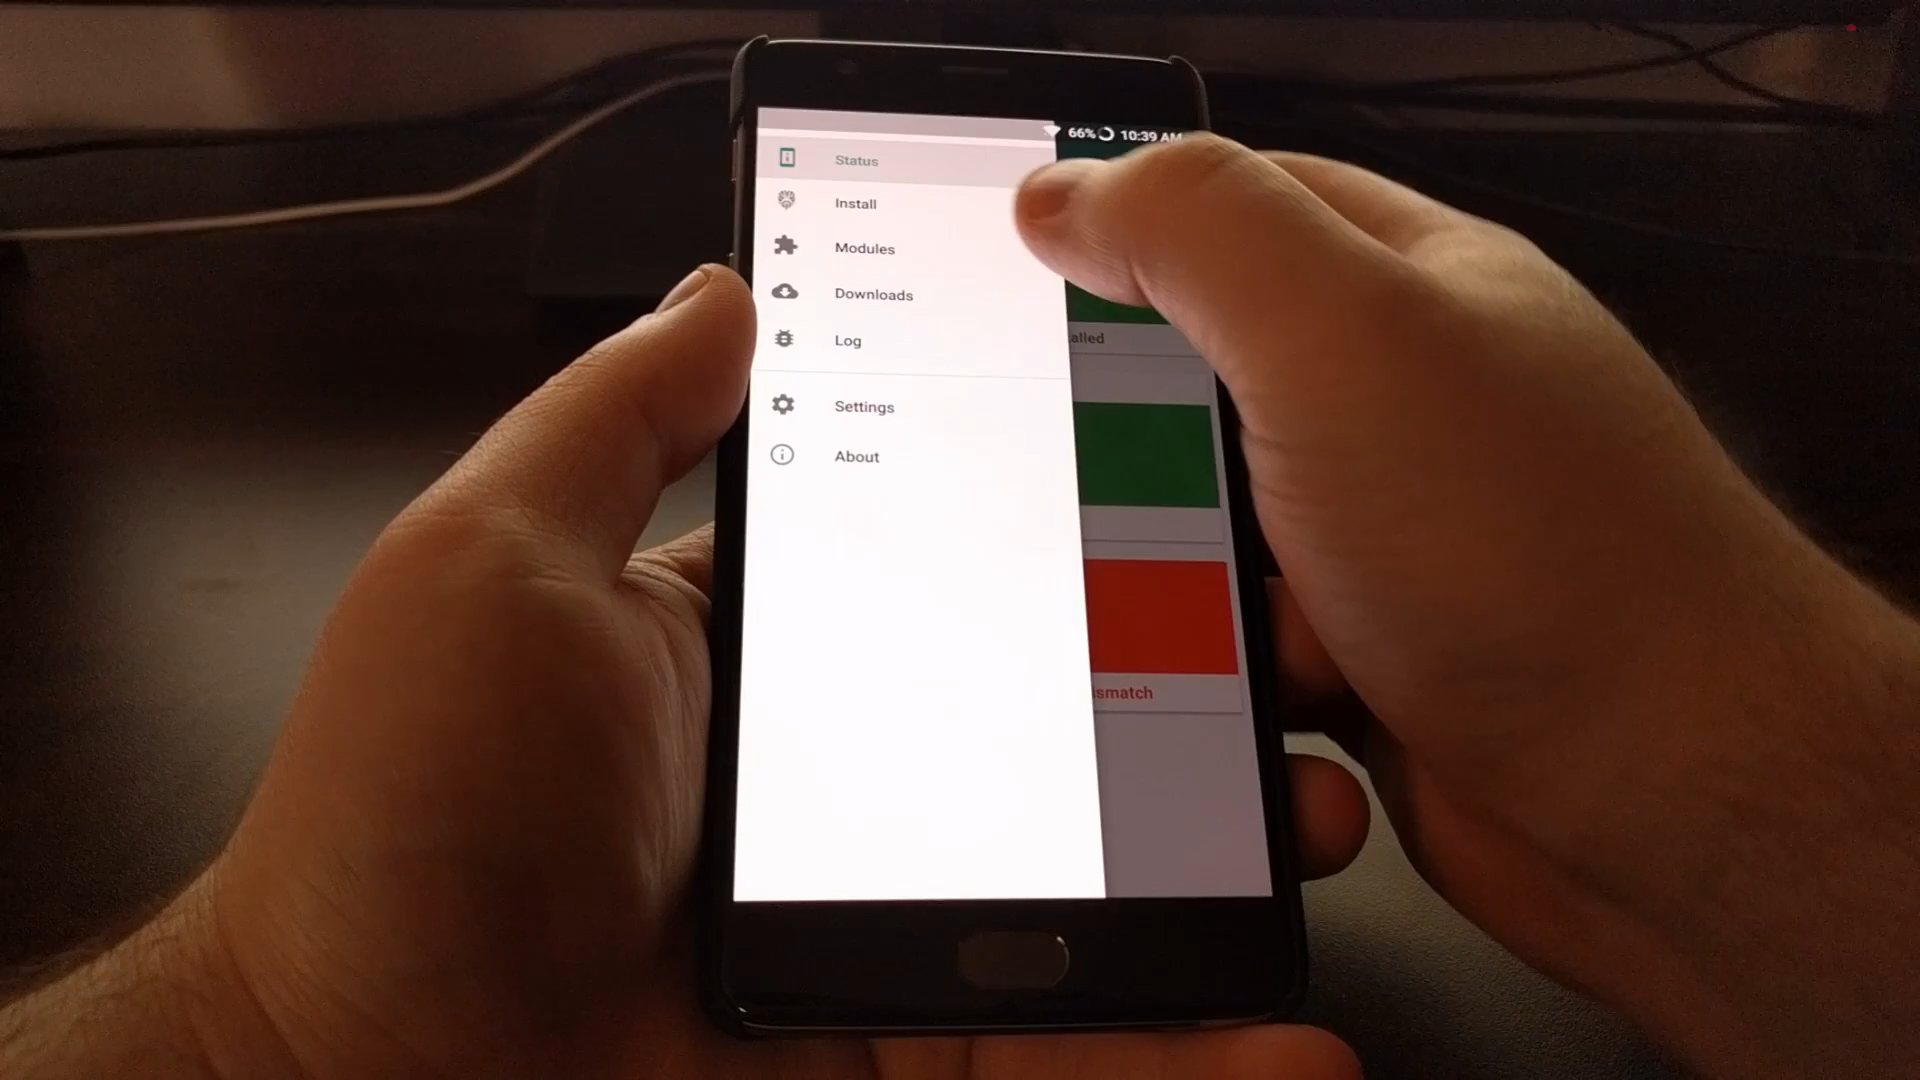 66% 10:39 AM
Status
Install
Modules
Downloads
Log
alled
Settings
About
smatch